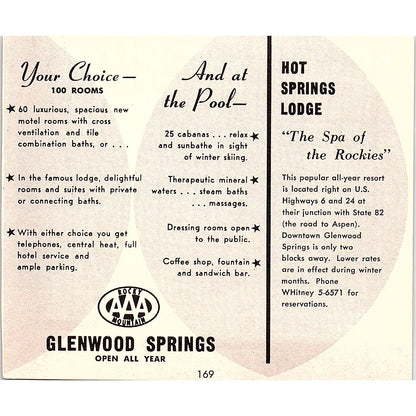 Your Choice—
100 ROOMS
★ 60 luxurious, spacious new
motel rooms with cross
ventilation and tile
combination baths, or . . .
★ In the famous lodge, delightful
rooms and suites with private
or connecting baths.
★ With either choice you get
telephones, central heat, full
hotel service and
ample parking.
And at
the Pool—
25 cabanas . . . relax ★
and sunbathe in sight
of winter skiing.
Therapeutic mineral ★
waters . . . steam baths
. . . massages.
Dressing rooms open ★
to the public.
Coffee shop, fountain ★
and sandwich bar.
ROCKY
AAA
MOUNTAIN
GLENWOOD SPRINGS
OPEN ALL YEAR
HOT
SPRINGS
LODGE
"The Spa of
the Rockies"
This popular all-year resort
is located right on U.S.
Highways 6 and 24 at
their junction with State 82
(the road to Aspen).
Downtown Glenwood
Springs is only two
blocks away. Lower rates
are in effect during winter
months. Phone
WHitney 5-6571 for
reservations.
169